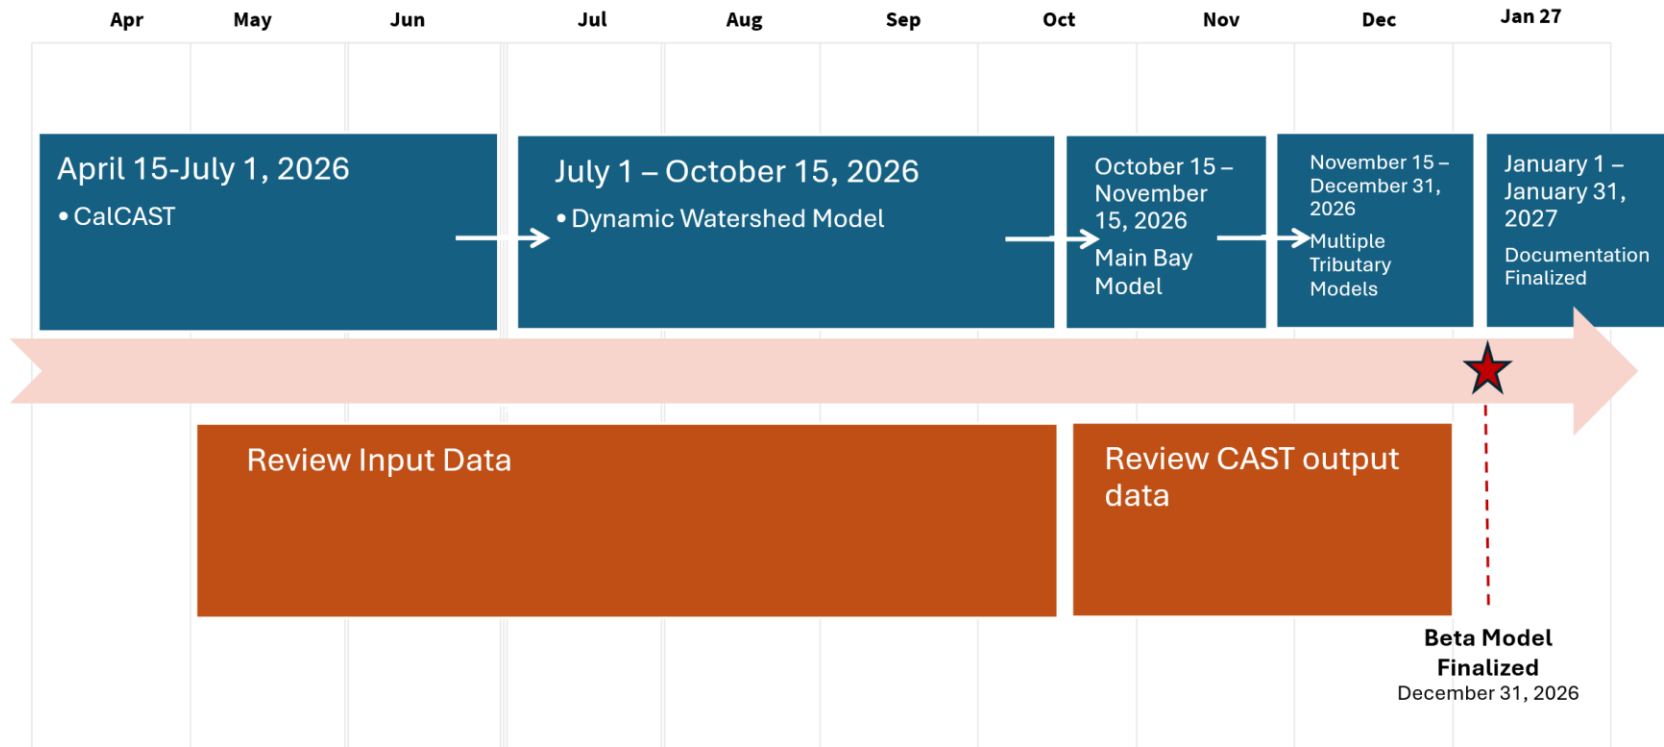 Apr May Jun Jul Aug Sep Oct Nov Dec Jan 27
April 15-July 1, 2026
• CalCAST
July 1 – October 15, 2026
• Dynamic Watershed Model
October 15 –
November
15, 2026
Main Bay
Model
November 15 –
December 31,
2026
Multiple
Tributary
Models
January 1 –
January 31,
2027
Documentation
Finalized
Review Input Data
Review CAST output
data
Beta Model
Finalized
December 31, 2026